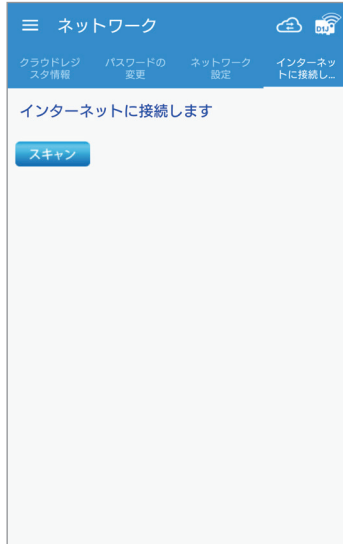 ネットワーク
D1J
クラウドレジ
スタ情報
パスワードの
変更
ネットワーク
設定
インターネッ
トに接続し...
インターネットに接続します
スキャン